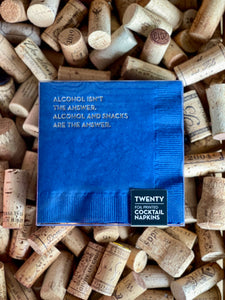 ALCOHOL ISN'T
THE ANSWER.
ALCOHOL AND SNACKS
ARE THE ANSWER.
TWENTY
FOIL PRINTED
COCKTAIL
NAPKINS